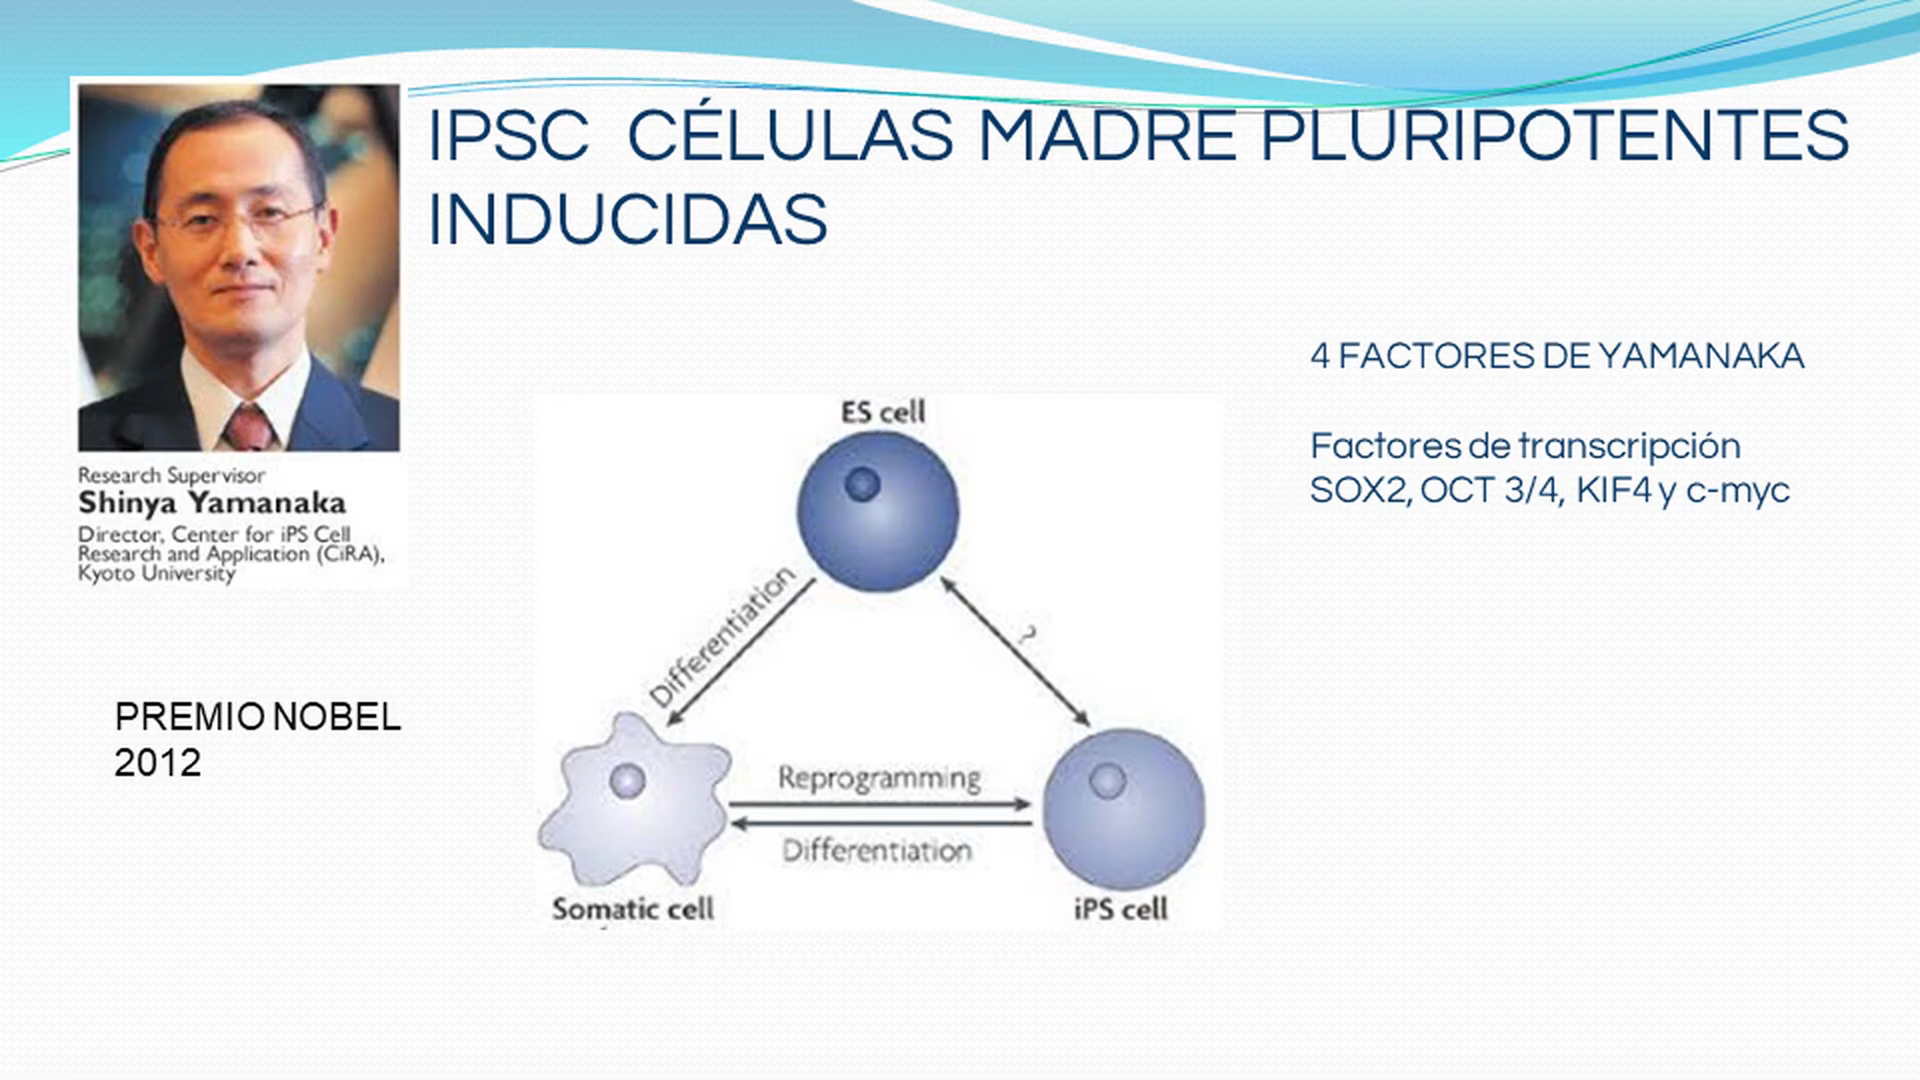 IPSC CÉLULAS MADRE PLURIPOTENTES
INDUCIDAS
Research Supervisor
Shinya Yamanaka
Director, Center for iPS Cell
Research and Application (CiRA),
Kyoto University
PREMIO NOBEL
2012
ES cell
Differentiation
?
Reprogramming
Differentiation
Somatic cell
iPS cell
4 FACTORES DE YAMANAKA
Factores de transcripción
SOX2, OCT 3/4, KIF4 y c-myc